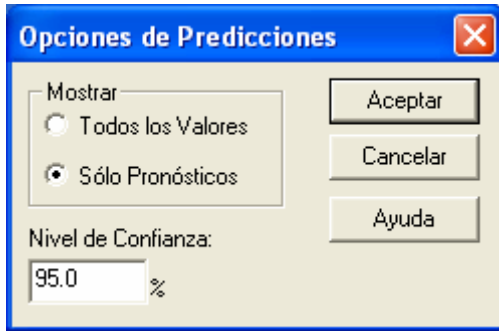 Opciones de Predicciones
Mostrar
Todos los Valores
Sólo Pronósticos
Nivel de Confianza:
95.0 %
Aceptar
Cancelar
Ayuda